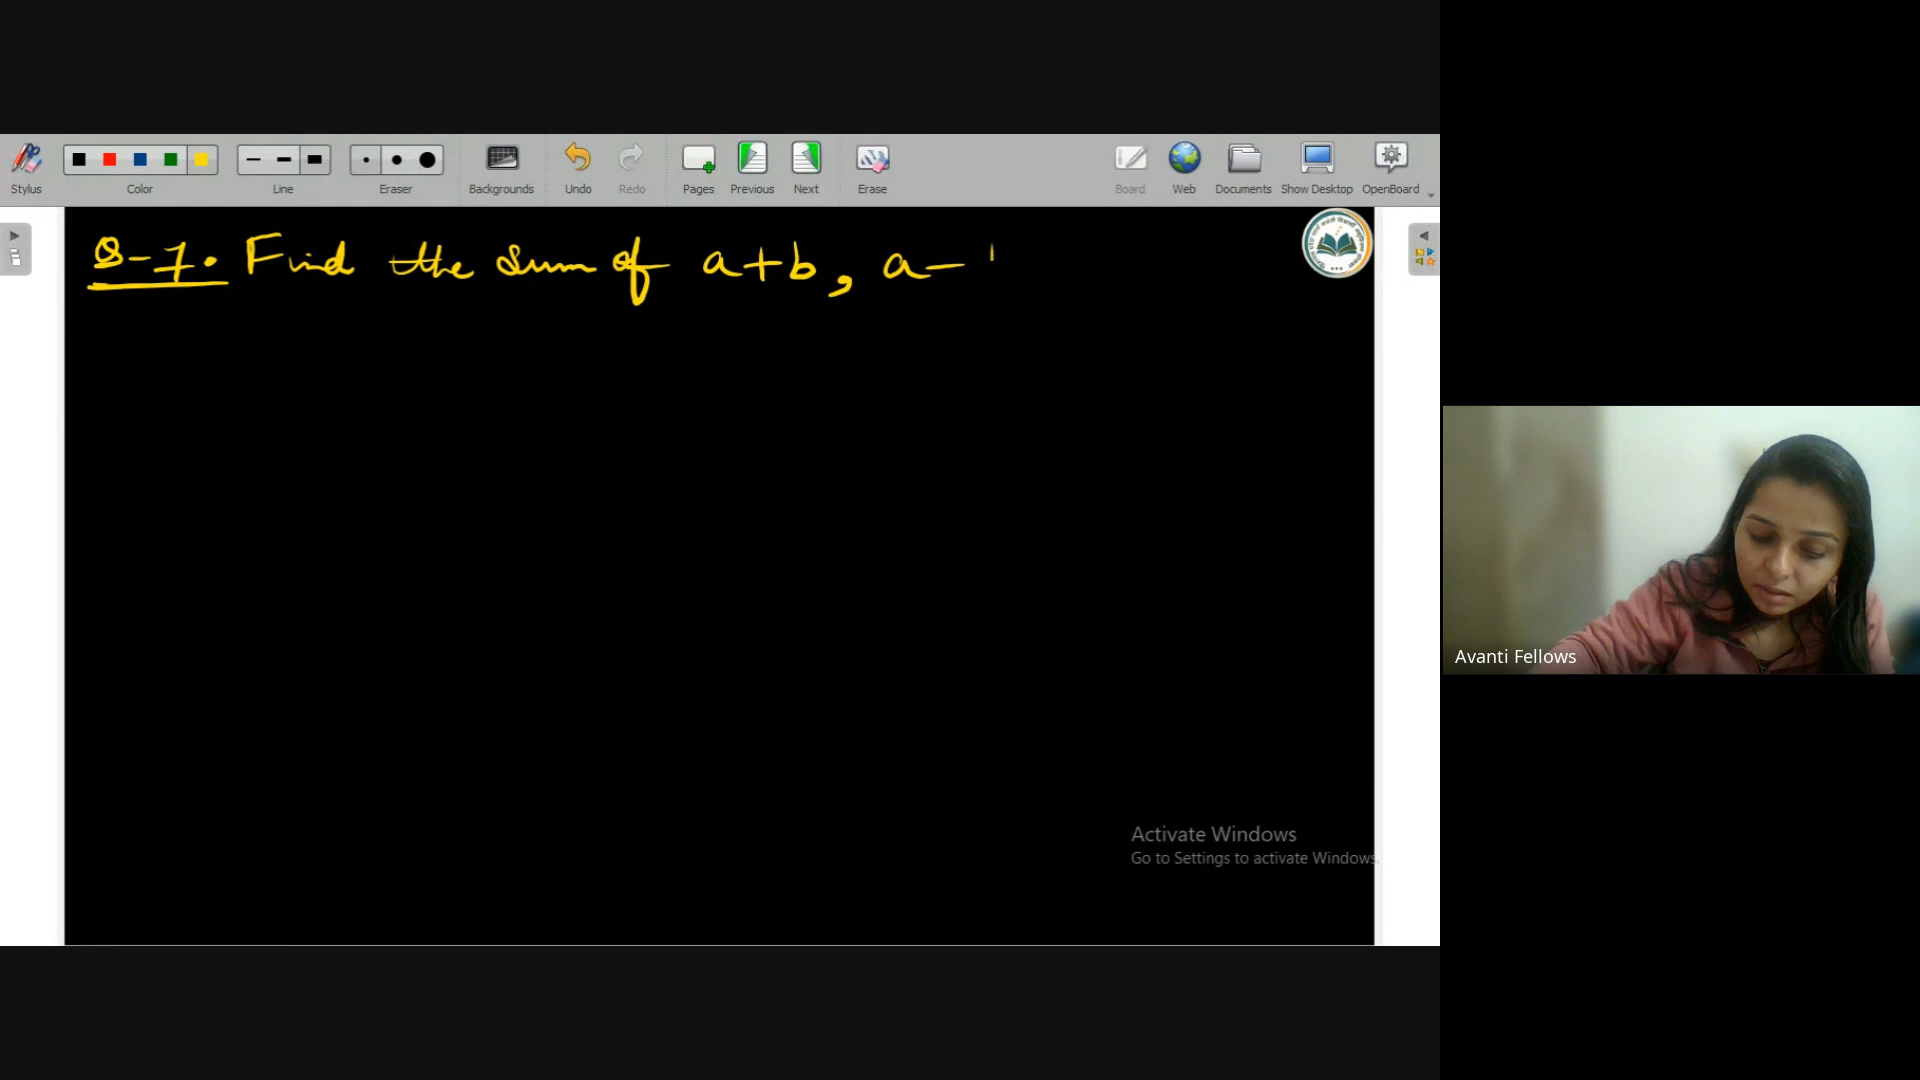 Stylus Color Line Eraser Backgrounds Undo Redo Pages Previous Next Erase Board Web Documents Show Desktop OpenBoard
Q-7. Find the sum of a+b, a-
Avanti Fellows
Activate Windows
Go to Settings to activate Windows.